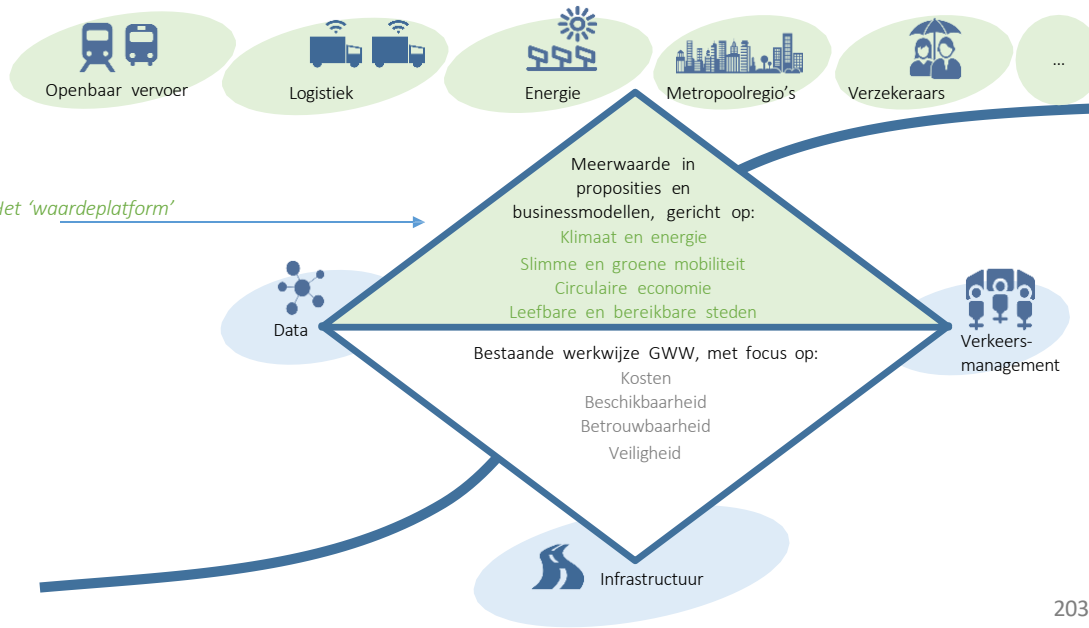 Openbaar vervoer
Logistiek
Energie
Metropoolregio's
Verzekeraars
...
Meerwaarde in
proposities en
businessmodellen, gericht op:
Klimaat en energie
Slimme en groene mobiliteit
Circulaire economie
Leefbare en bereikbare steden
et ‘waardeplatform’
Data
Verkeers-
management
Bestaande werkwijze GWW, met focus op:
Kosten
Beschikbaarheid
Betrouwbaarheid
Veiligheid
Infrastructuur
203